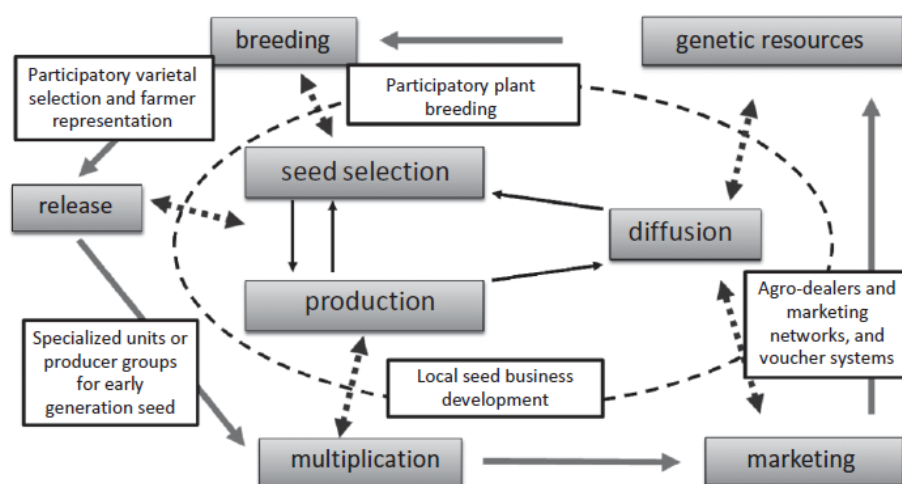 breeding
genetic resources
Participatory varietal
selection and farmer
representation
Participatory plant
breeding
seed selection
release
diffusion
production
Agro-dealers and
marketing
networks, and
voucher systems
Specialized units or
producer groups
for early
generation seed
Local seed business
development
multiplication
marketing